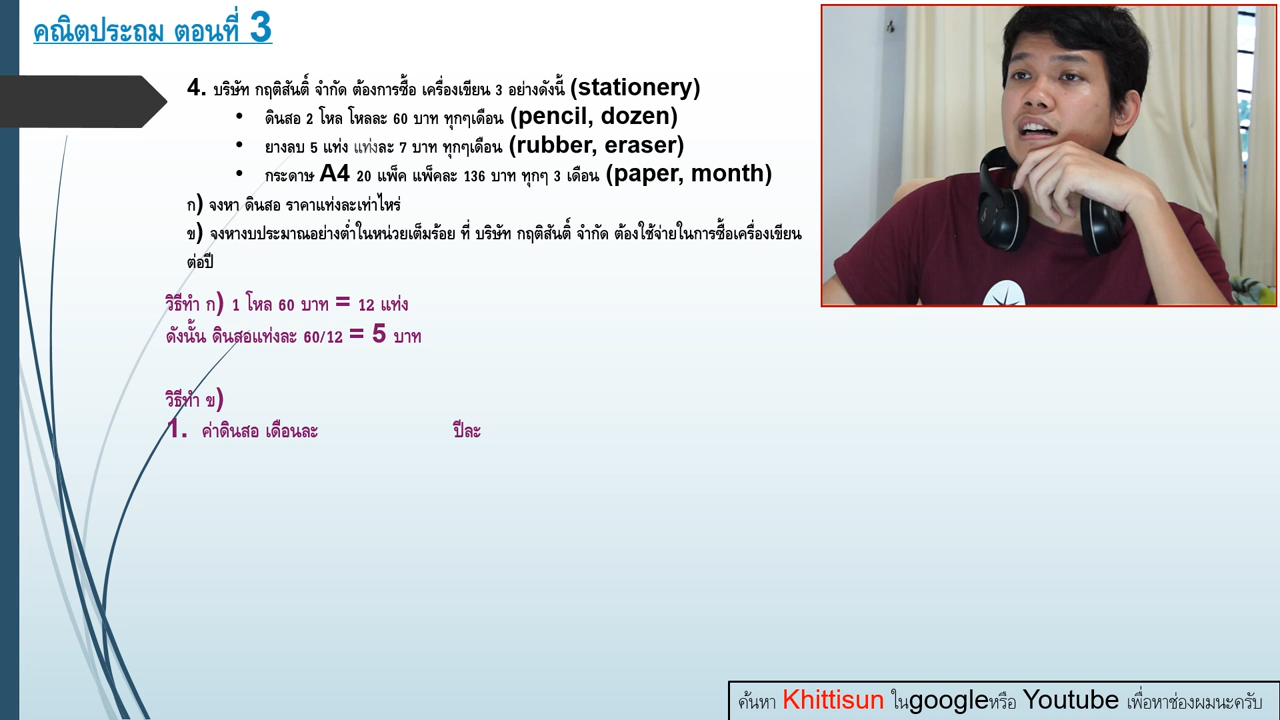 คณิตประถม ตอนที่ 3
4. บริษัท กฤติสันติ์ จำกัด ต้องการซื้อ เครื่องเขียน 3 อย่างดังนี้ (stationery)
• ดินสอ 2 โหล โหลละ 60 บาท ทุกๆเดือน (pencil, dozen)
• ยางลบ 5 แท่ง แท่งละ 7 บาท ทุกๆเดือน (rubber, eraser)
• กระดาษ A4 20 แพ็ค แพ็คละ 136 บาท ทุกๆ 3 เดือน (paper, month)
ก) จงหา ดินสอ ราคาแท่งละเท่าไหร่
ข) จงหางบประมาณอย่างต่ำในหน่วยเต็มร้อย ที่ บริษัท กฤติสันติ์ จำกัด ต้องใช้จ่ายในการซื้อเครื่องเขียน
ต่อปี
วิธีทำ ก) 1 โหล 60 บาท = 12 แท่ง
ดังนั้น ดินสอแท่งละ 60/12 = 5 บาท
วิธีทำ ข)
1. ค่าดินสอ เดือนละ ปีละ
ค้นหา Khittisun ในgoogleหรือ Youtube เพื่อหาช่องผมนะครับ